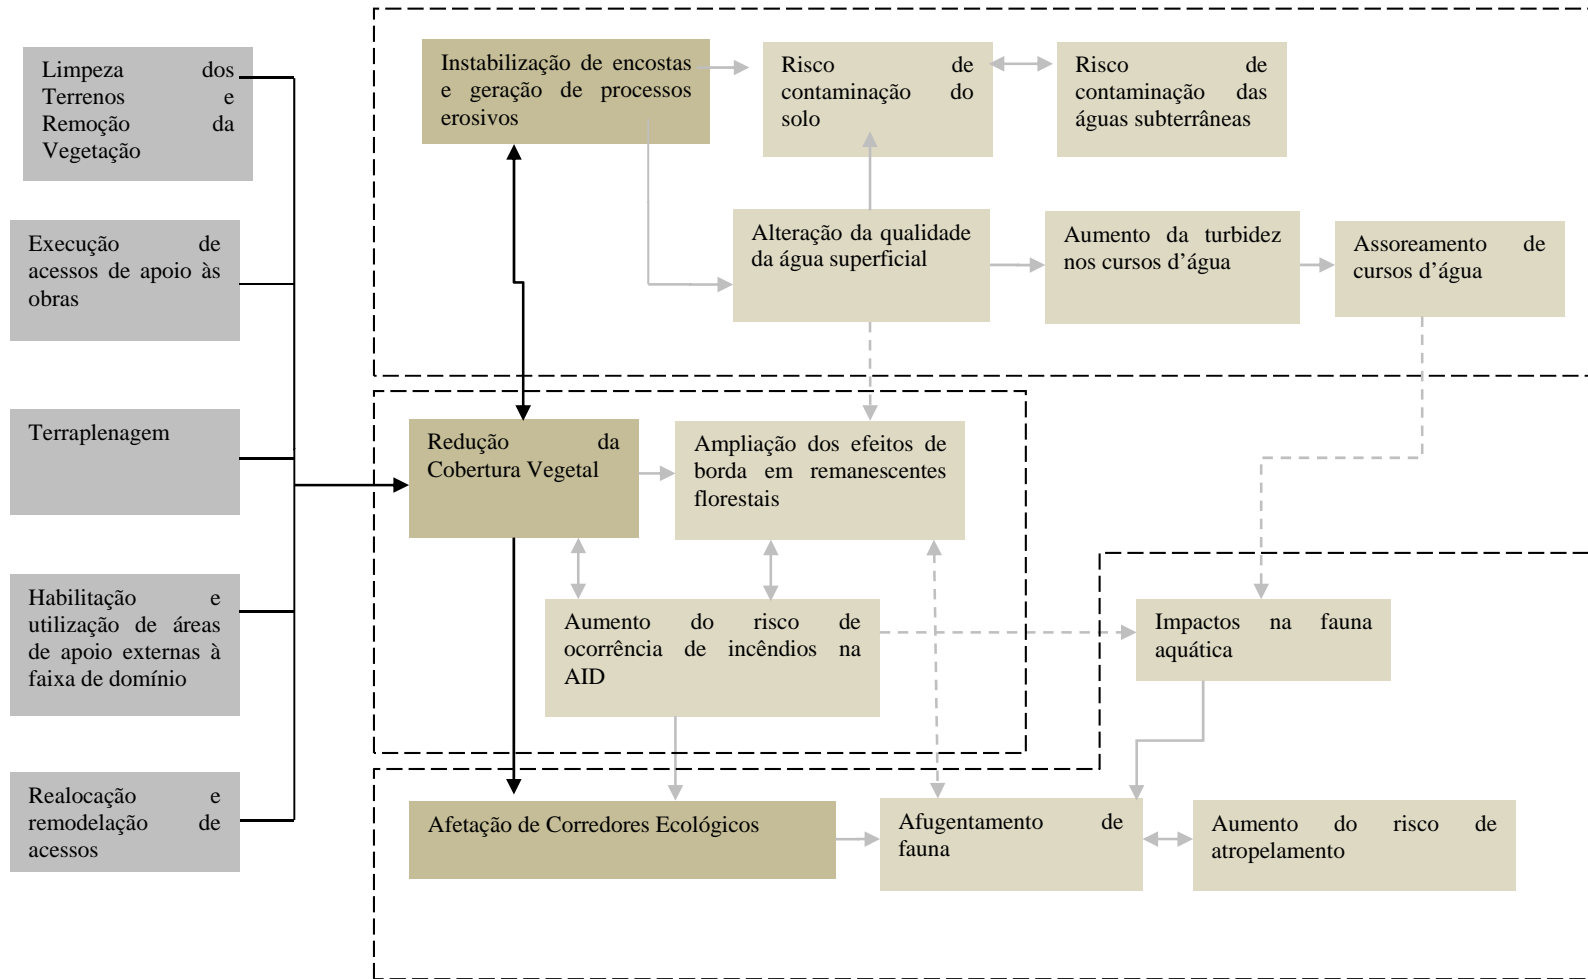 Limpeza dos
Terrenos e
Remoção da
Vegetação
Execução de
acessos de apoio às
obras
Terraplenagem
Habilitação e
utilização de áreas
de apoio externas à
faixa de domínio
Realocação e
remodelação de
acessos
Instabilização de encostas
e geração de processos
erosivos
Risco de
contaminação do
solo
Risco de
contaminação das
águas subterrâneas
Alteração da qualidade
da água superficial
Aumento da turbidez
nos cursos d’água
Assoreamento de
cursos d’água
Redução da
Cobertura Vegetal
Ampliação dos efeitos de
borda em remanescentes
florestais
Aumento do risco de
ocorrência de incêndios na
AID
Impactos na fauna
aquática
Afetação de Corredores Ecológicos
Afugentamento de
fauna
Aumento do risco de
atropelamento